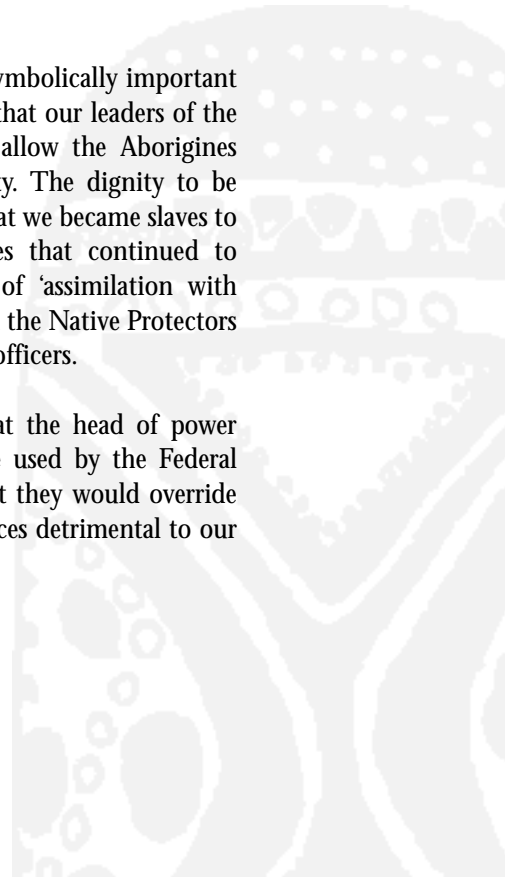 ymbolically important
hat our leaders of the
allow the Aborigines
y. The dignity to be
at we became slaves to
es that continued to
of ‘assimilation with
the Native Protectors
officers.
at the head of power
used by the Federal
t they would override
ces detrimental to our